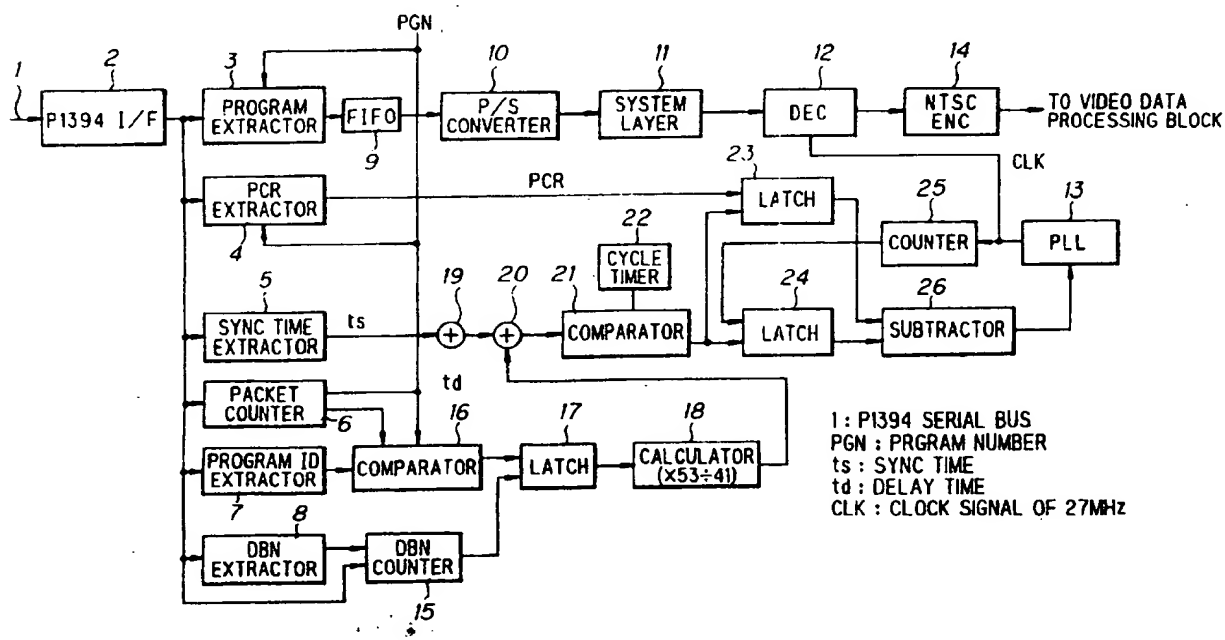 PGN
1
2
3
10
11
12
14
P1394 I/F
PROGRAM
EXTRACTOR
FIFO
9
P/S
CONVERTER
SYSTEM
LAYER
DEC
NTSC
ENC
TO VIDEO DATA
PROCESSING BLOCK
PCR
EXTRACTOR
4
PCR
23
LATCH
CLK
25
COUNTER
13
PLL
22
CYCLE
TIMER
5
SYNC TIME
EXTRACTOR
ts
19
+
20
+
21
COMPARATOR
24
LATCH
26
SUBTRACTOR
PACKET
COUNTER
6
td
16
COMPARATOR
17
LATCH
18
CALCULATOR
(X53÷41)
PROGRAM ID
EXTRACTOR
7
8
DBN
EXTRACTOR
DBN
COUNTER
15
1 : P1394 SERIAL BUS
PGN : PRGRAM NUMBER
ts : SYNC TIME
td : DELAY TIME
CLK : CLOCK SIGNAL OF 27MHz